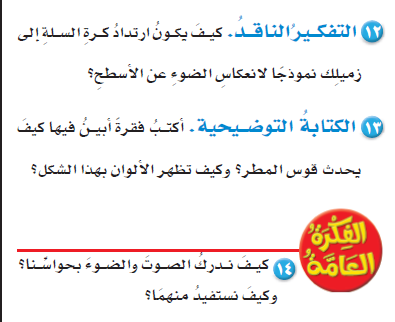 ١٢ التفكيرُ الناقدُ. كيفَ يكونُ ارتدادُ كرةِ السلةِ إلى
زميلِك نموذجًا لانعكاسِ الضوءِ عن الأسطحِ؟
١٣ الكتابةُ التوضيحية. أكتبُ فقرةً أبينُ فيها كيفَ
يحدث قوس المطر؟ وكيف تظهر الألوان بهذا الشكل؟
الفكرةُ
العامَّةُ
١٤ كيفَ ندركُ الصوتَ والضوءَ بحواسِّنا؟
وكيفَ نستفيدُ منهمَا؟